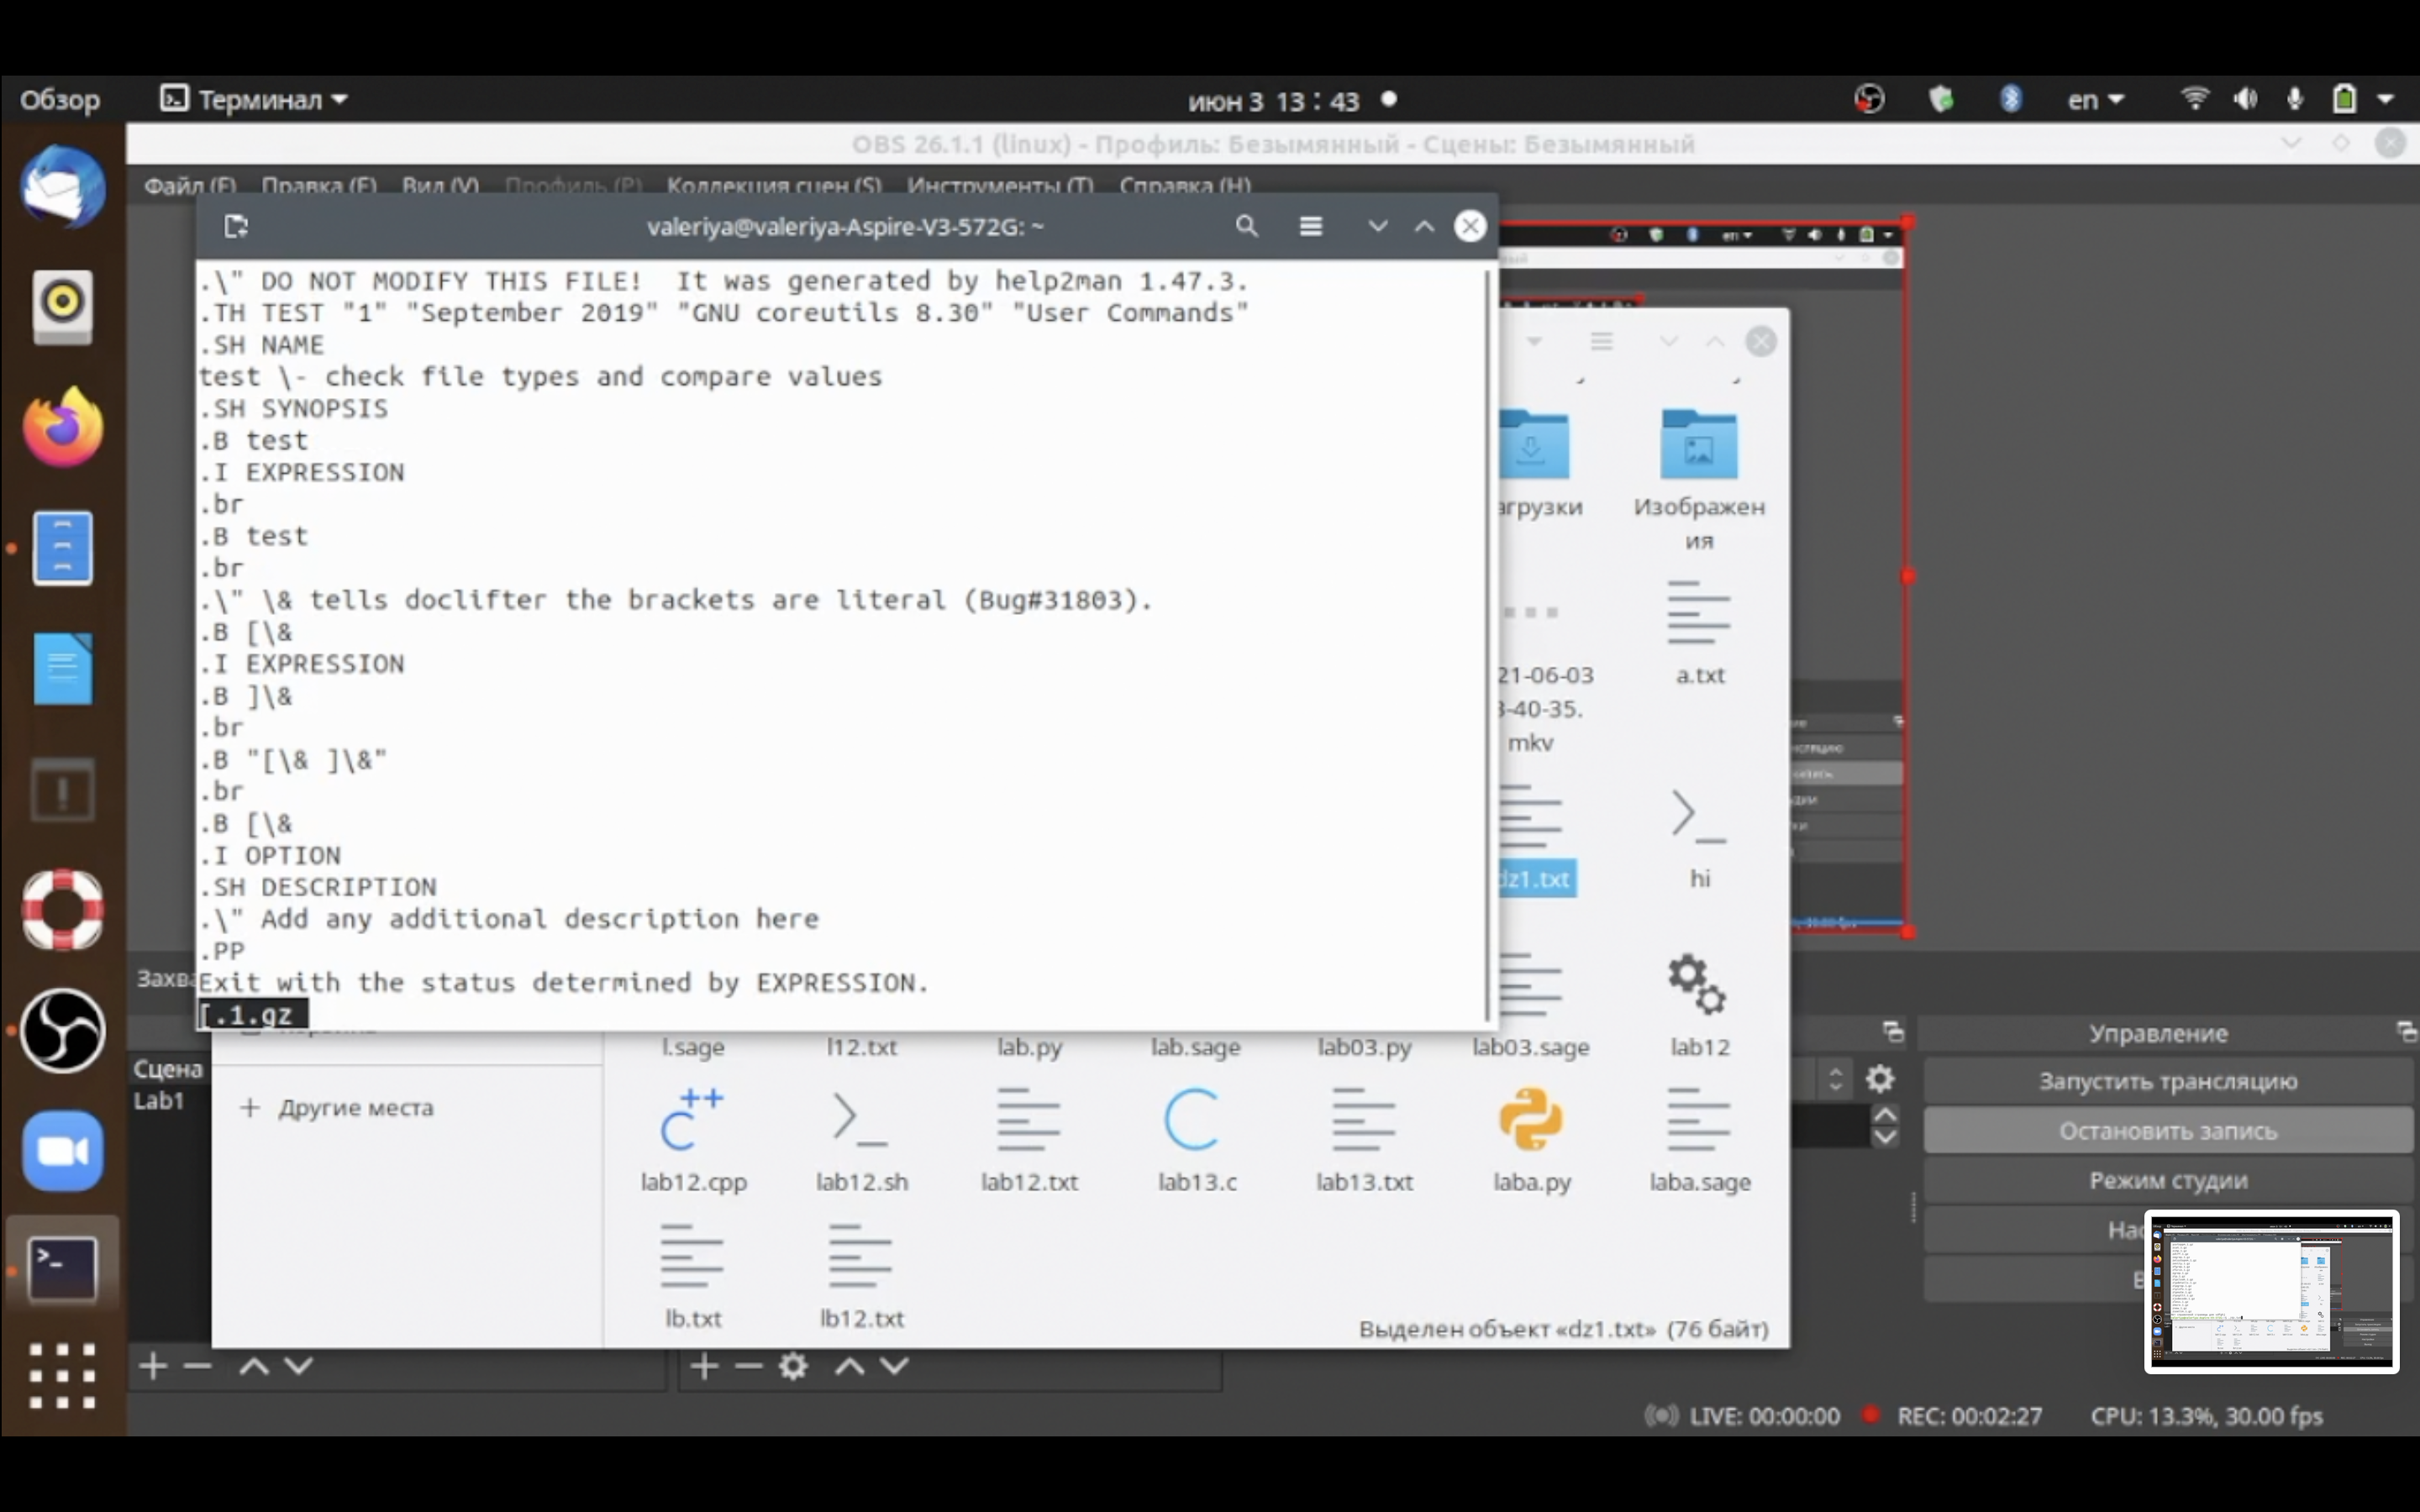 Обзор
Терминал
июн 3 13 : 43
en
OBS 26.1.1 (linux) - Профиль: Безымянный - Сцены: Безымянный
Файл (F) Правка (E) Вид (V) Профиль (P) Коллекция сцен (S) Инструменты (T) Справка (H)
valeriya@valeriya-Aspire-V3-572G: ~
.\" DO NOT MODIFY THIS FILE!  It was generated by help2man 1.47.3.
.TH TEST "1" "September 2019" "GNU coreutils 8.30" "User Commands"
.SH NAME
test \- check file types and compare values
.SH SYNOPSIS
.B test
.I EXPRESSION
.br
.B test
.br
.\" \& tells doclifter the brackets are literal (Bug#31803).
.B [\&
.I EXPRESSION
.B ]\&
.br
.B "[\& ]\&"
.br
.B [\&
.I OPTION
.SH DESCRIPTION
.\" Add any additional description here
.PP
Exit with the status determined by EXPRESSION.
[.1.gz
агрузки
Изображен
ия
21-06-03
3-40-35.
mkv
a.txt
dz1.txt
hi
l.sage
l12.txt
lab.py
lab.sage
lab03.py
lab03.sage
lab12
lab12.cpp
lab12.sh
lab12.txt
lab13.c
lab13.txt
laba.py
laba.sage
lb.txt
lb12.txt
Другие места
Выделен объект «dz1.txt» (76 байт)
Захва
Сцена
Lab1
Управление
Запустить трансляцию
Остановить запись
Режим студии
Нас
В
LIVE: 00:00:00
REC: 00:02:27
CPU: 13.3%, 30.00 fps